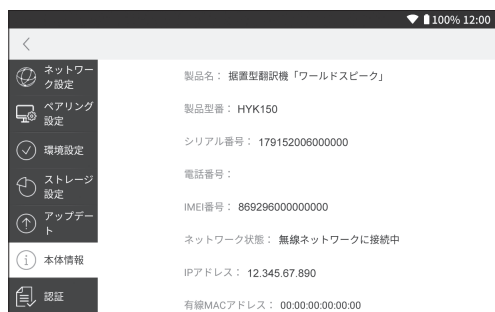 100% 12:00
ネットワー
ク設定
ペアリング
設定
環境設定
ストレージ
設定
アップデー
ト
本体情報
認証
製品名： 据置型翻訳機「ワールドスピーク」
製品型番： HYK150
シリアル番号： 179152006000000
電話番号：
IMEI番号： 869296000000000
ネットワーク状態： 無線ネットワークに接続中
IPアドレス： 12.345.67.890
有線MACアドレス： 00:00:00:00:00:00